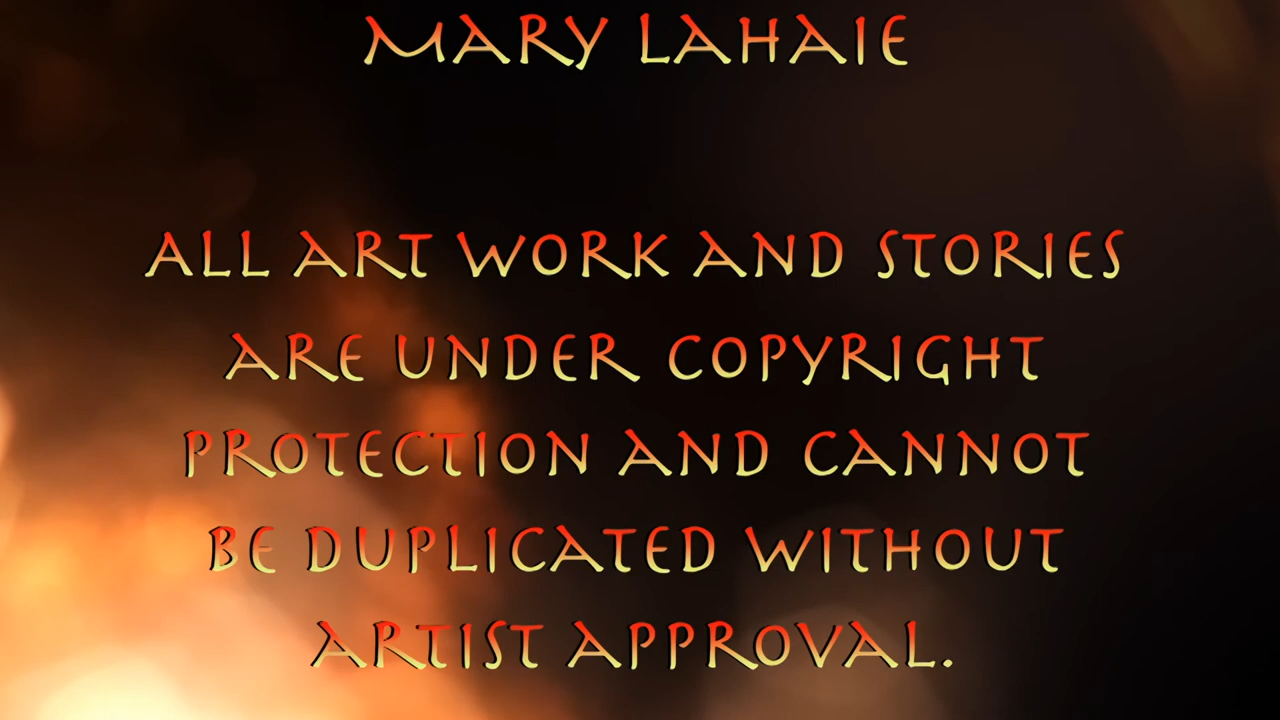 MARY LAHAIE
ALL ART WORK AND STORIES
ARE UNDER COPYRIGHT
PROTECTION AND CANNOT
BE DUPLICATED WITHOUT
ARTIST APPROVAL.